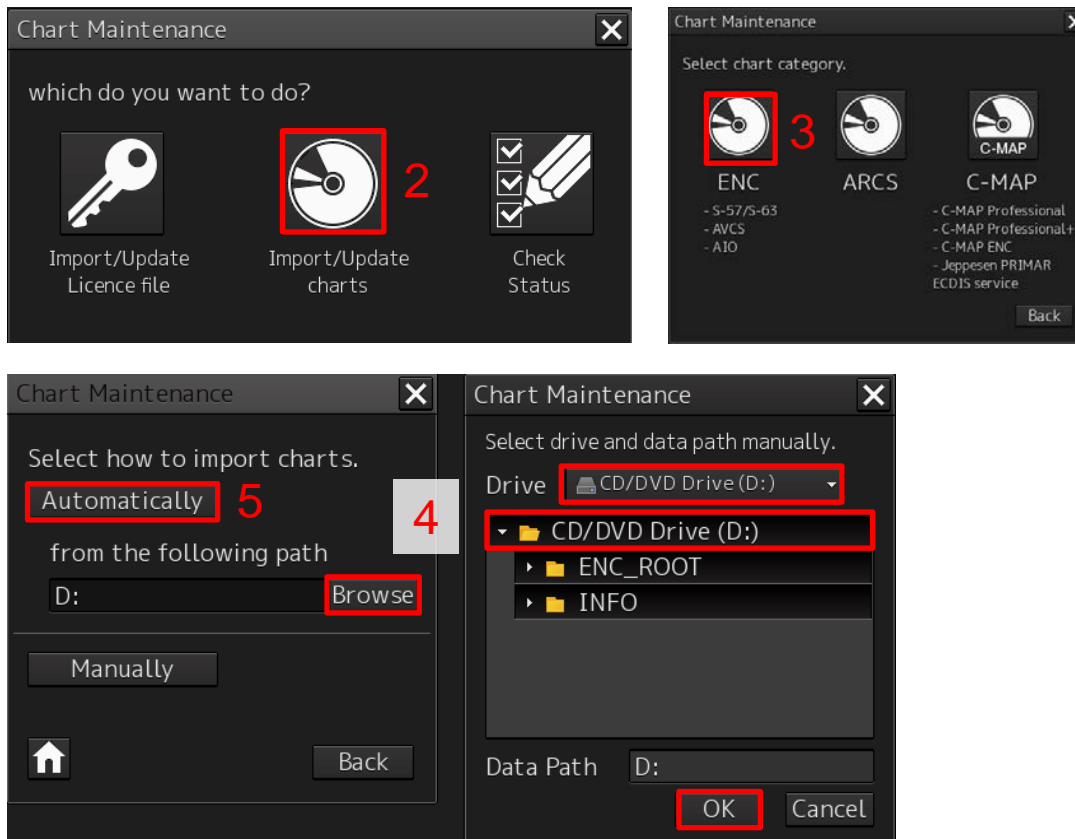 Chart Maintenance
which do you want to do?
2
Import/Update
Licence file
Import/Update
charts
Check
Status
Chart Maintenance
Select chart category.
3
C-MAP
ENC
ARCS
C-MAP
- S-57/S-63
- AVCS
- AIO
- C-MAP Professional
- C-MAP Professional+
- C-MAP ENC
- Jeppesen PRIMAR
ECDIS service
Back
Chart Maintenance
Select how to import charts.
Automatically 5
from the following path
D: Browse
Manually
Back
4
Chart Maintenance
Select drive and data path manually.
Drive CD/DVD Drive (D:)
CD/DVD Drive (D:)
ENC_ROOT
INFO
Data Path D:
OK Cancel